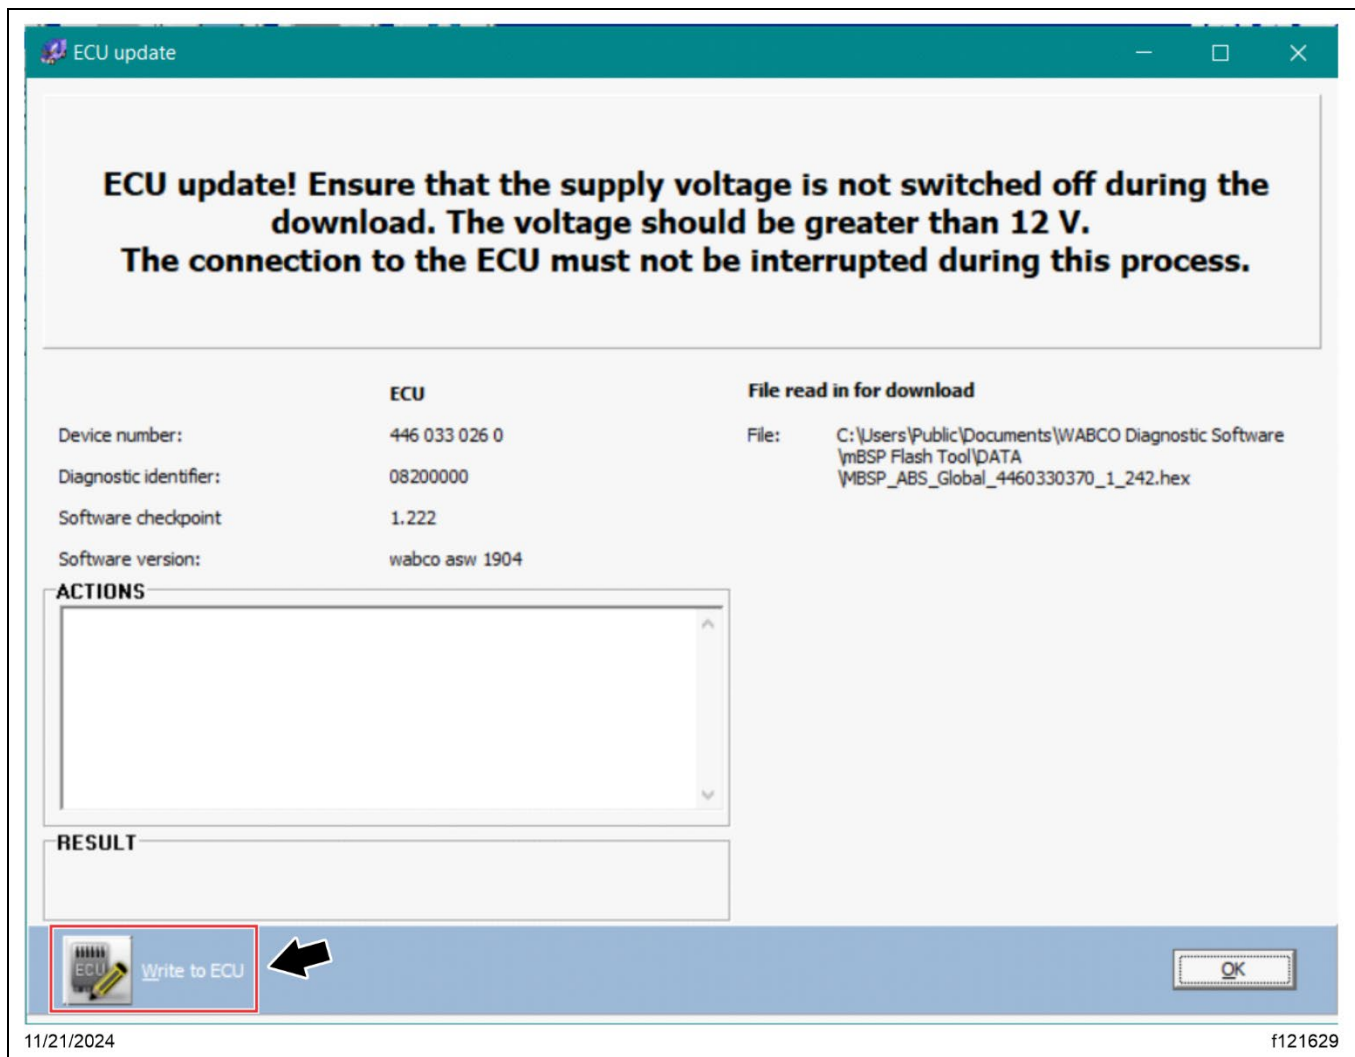 ECU update
ECU update! Ensure that the supply voltage is not switched off during the
download. The voltage should be greater than 12 V.
The connection to the ECU must not be interrupted during this process.
ECU
File read in for download
Device number: 446 033 026 0
File: C:\Users\Public\Documents\WABCO Diagnostic Software
\mBSP Flash Tool\DATA
\MBSP_ABS_Global_4460330370_1_242.hex
Diagnostic identifier: 08200000
Software checkpoint 1.222
Software version: wabco asw 1904
ACTIONS
RESULT
ECU
Write to ECU
OK
11/21/2024
f121629